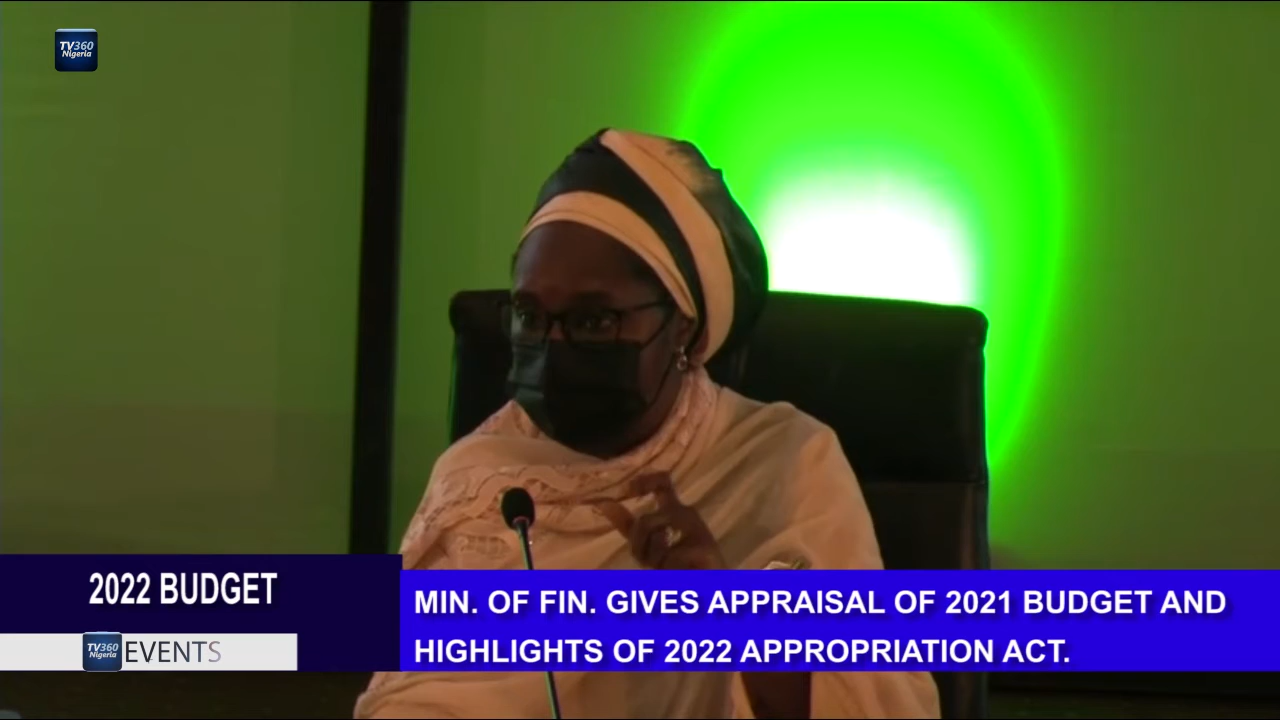 TV360
Nigeria
2022 BUDGET
MIN. OF FIN. GIVES APPRAISAL OF 2021 BUDGET AND
HIGHLIGHTS OF 2022 APPROPRIATION ACT.
TV360
Nigeria
EVENTS